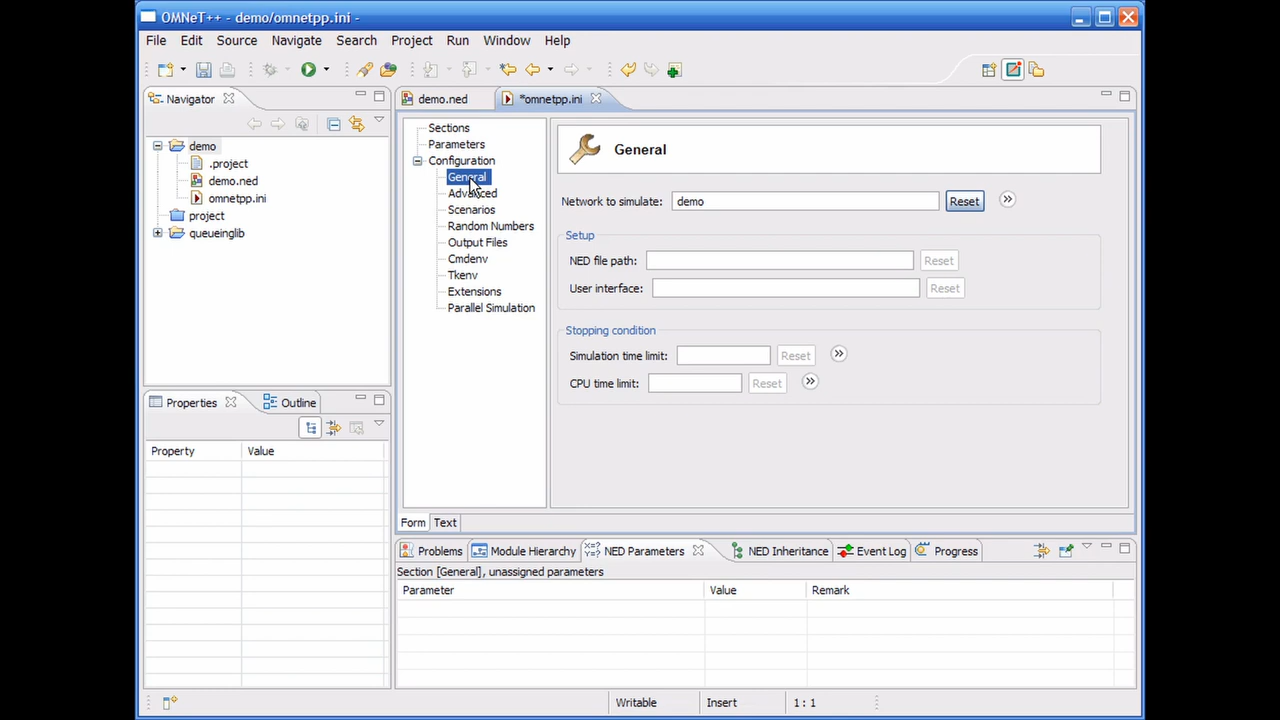 OMNeT++ - demo/omnetpp.ini -
File Edit Source Navigate Search Project Run Window Help
Navigator
demo
.project
demo.ned
omnetpp.ini
project
queueinglib
demo.ned *omnetpp.ini
Sections
Parameters
Configuration
General
Advanced
Scenarios
Random Numbers
Output Files
Cmdenv
Tkenv
Extensions
Parallel Simulation
General
Network to simulate: demo Reset
Setup
NED file path: Reset
User interface: Reset
Stopping condition
Simulation time limit: Reset
CPU time limit: Reset
Form Text
Properties Outline
Property Value
Problems Module Hierarchy NED Parameters NED Inheritance Event Log Progress
Section [General], unassigned parameters
Parameter Value Remark
Writable Insert 1 : 1